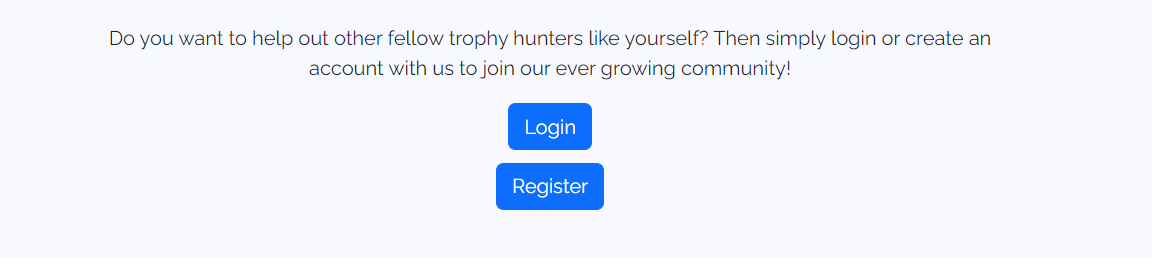 Do you want to help out other fellow trophy hunters like yourself? Then simply login or create an
account with us to join our ever growing community!
Login
Register